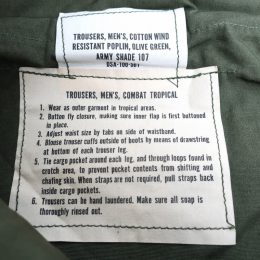 TROUSERS, MEN'S, COTTON WIND
RESISTANT POPLIN, OLIVE GREEN,
ARMY SHADE 107
DSA-100-387
TROUSERS, MEN'S, COMBAT TROPICAL
1. Wear as outer garment in tropical areas.
2. Button fly closure, making sure inner flap is first buttoned
in place.
3. Adjust waist size by tabs on side of waistband.
4. Blouse trouser cuffs outside of boots by means of drawstring
at bottom of each trouser leg.
5. Tie cargo pocket around each leg, and through loops found in
crotch area, to prevent pocket contents from shifting and
chafing skin. When straps are not required, pull straps back
inside cargo pockets.
6. Trousers can be hand laundered. Make sure all soap is
thoroughly rinsed out.